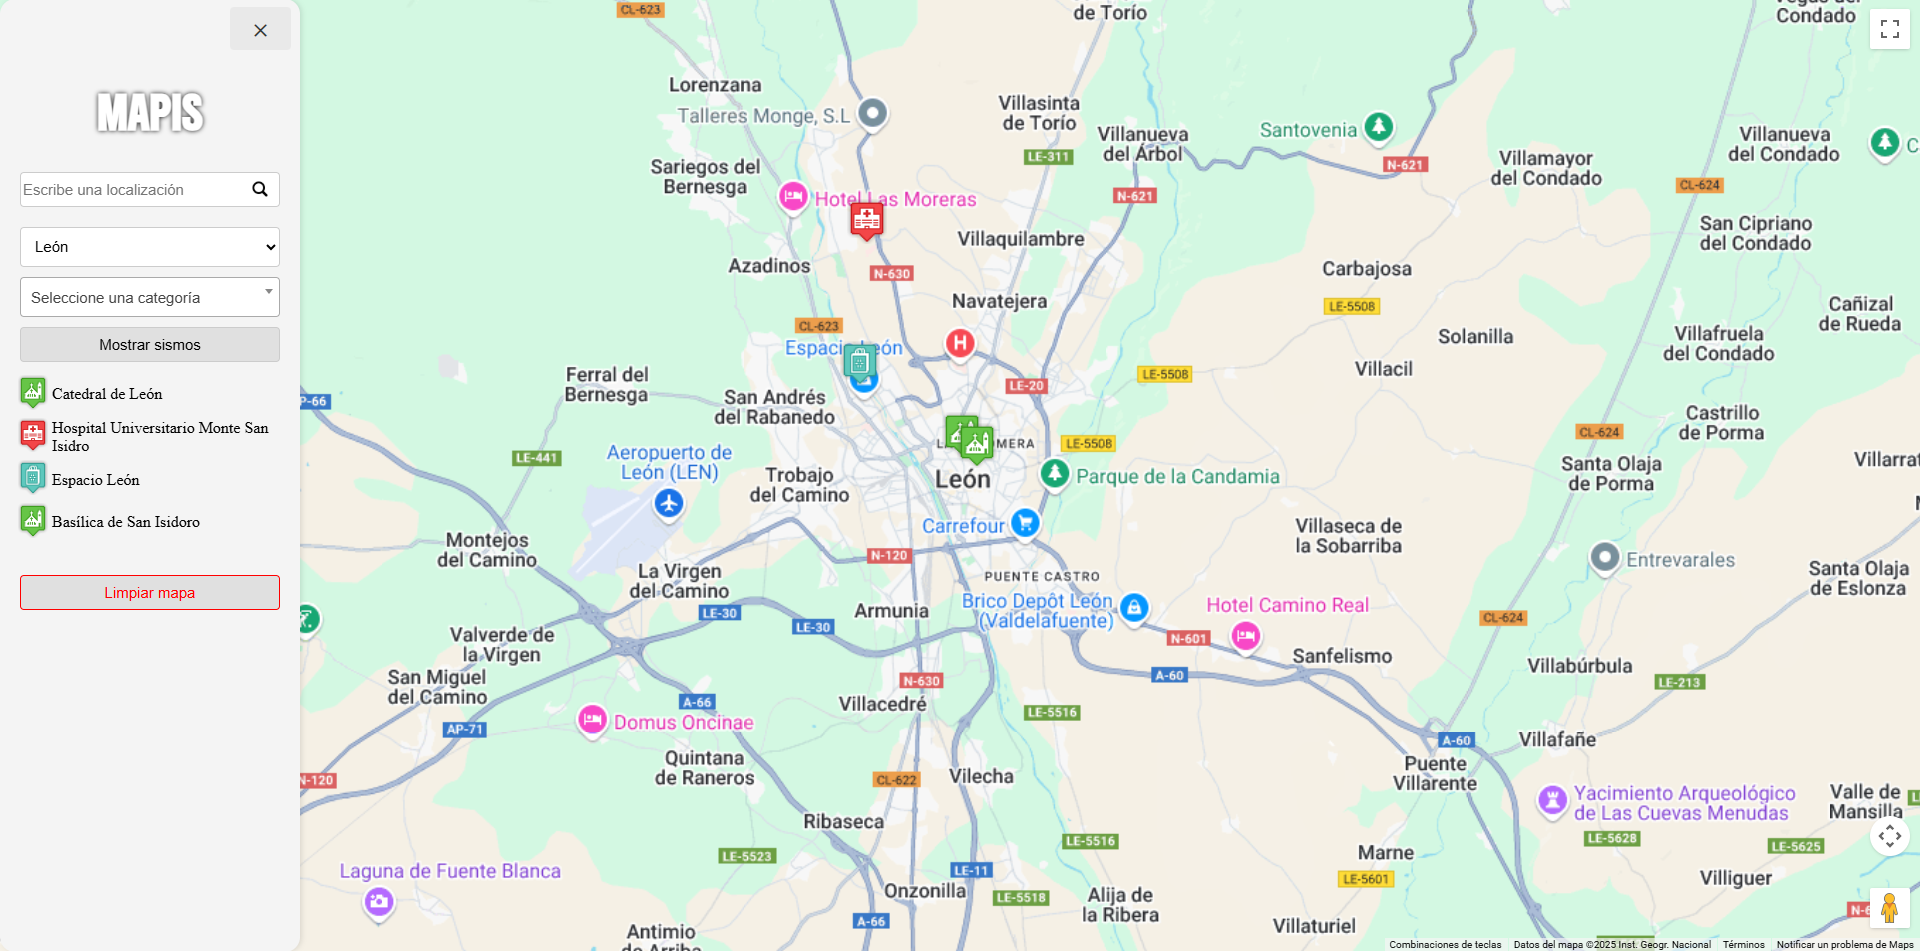 MAPIS
Escribe una localización
León
Seleccione una categoría
Mostrar sismos
Catedral de León
Hospital Universitario Monte San
Isidro
Espacio León
Basílica de San Isidoro
Limpiar mapa
CL-623
de Torío
Condado
Lorenzana
Talleres Monge, S.L
Villasinta
de Torío
LE-311
Villanueva
del Árbol
Santovenia
N-621
Villamayor
del Condado
Villanueva
del Condado
CL-624
Sariegos del
Bernesga
Hotel Las Moreras
N-621
San Cipriano
del Condado
Villaquilambre
Azadinos
N-630
Carbajosa
LE-5508
Navatejera
Cañizal
de Rueda
CL-623
Solanilla
Villafruela
del Condado
Espacio León
Villacil
LE-5508
LE-20
Ferral del
Bernesga
San Andrés
del Rabanedo
P-66
Castrillo
de Porma
CL-624
LE-5508
LE-441
Aeropuerto de
León (LEN)
Trobajo
del Camino
León
Parque de la Candamia
Santa Olaja
de Porma
Carrefour
Villaseca de
la Sobarriba
Montejos
del Camino
N-120
Entrevarales
La Virgen
del Camino
PUENTE CASTRO
Santa Olaja
de Eslonza
LE-30
LE-30
Armunia
Brico Depôt León
(Valdelafuente)
Hotel Camino Real
CL-624
N-601
Valverde de
la Virgen
Sanfelismo
Villabúrbula
A-60
LE-213
San Miguel
del Camino
N-630
A-66
Villacedré
LE-5516
AP-71
Domus Oncinae
A-60
Villafañe
Quintana
de Raneros
CL-622
Vilecha
Puente
Villarente
N-120
Yacimiento Arqueológico
de Las Cuevas Menudas
Valle de
Mansilla
Ribaseca
LE-5516
LE-5628
LE-5625
LE-5523
Marne
Laguna de Fuente Blanca
LE-11
LE-5601
Villiguer
Onzonilla
LE-5518
Alija de
la Ribera
A-66
Villaturiel
Antimio
de Arriba
Combinaciones de teclas
Datos del mapa ©2025 Inst. Geogr. Nacional
Términos
Notificar un problema de Maps